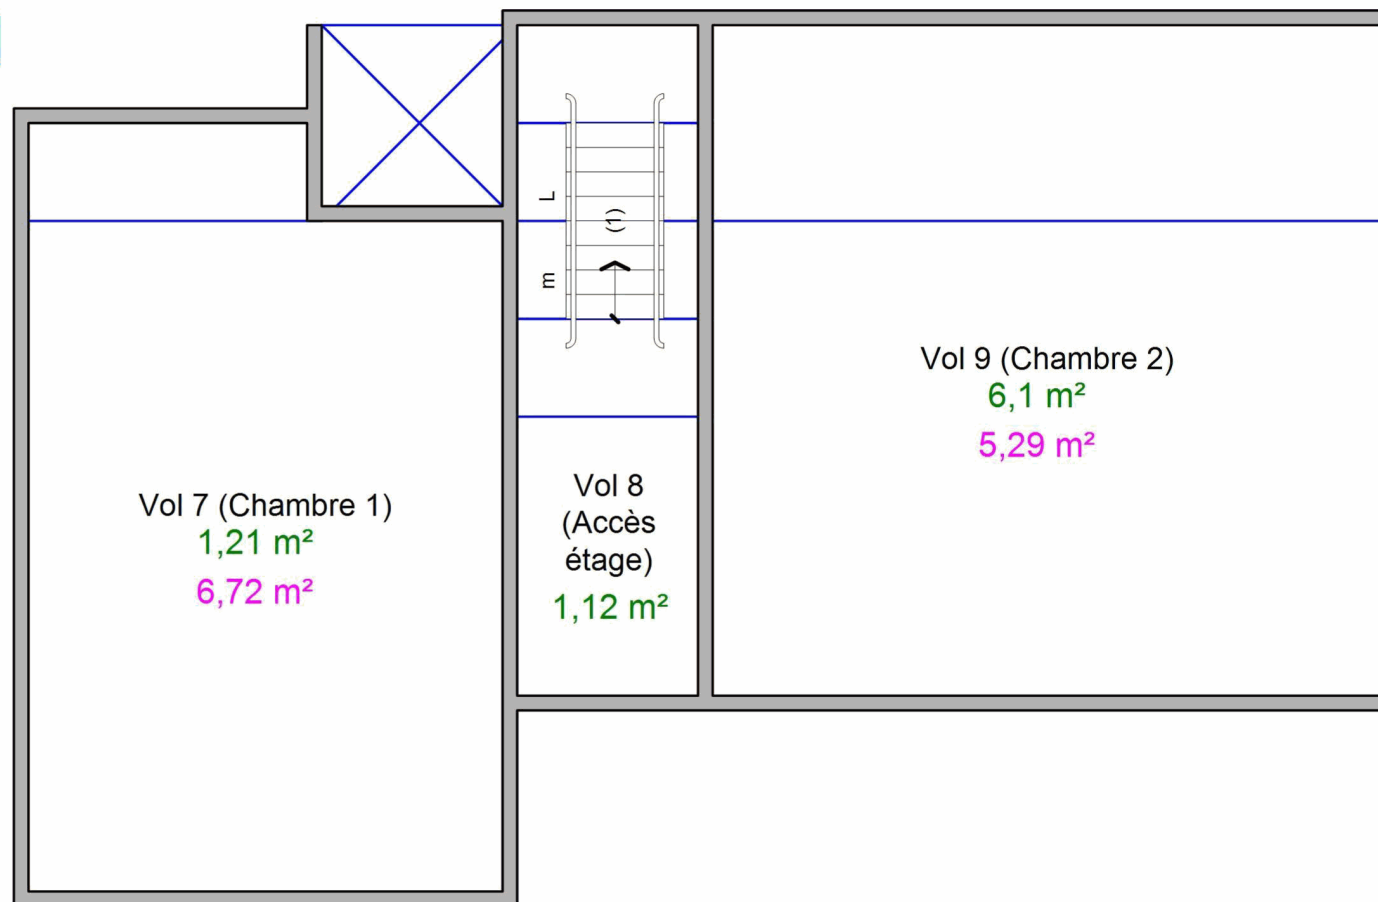 L
(1)
m
Vol 9 (Chambre 2)
6,1 m²
5,29 m²
Vol 7 (Chambre 1)
1,21 m²
6,72 m²
Vol 8
(Accès
étage)
1,12 m²